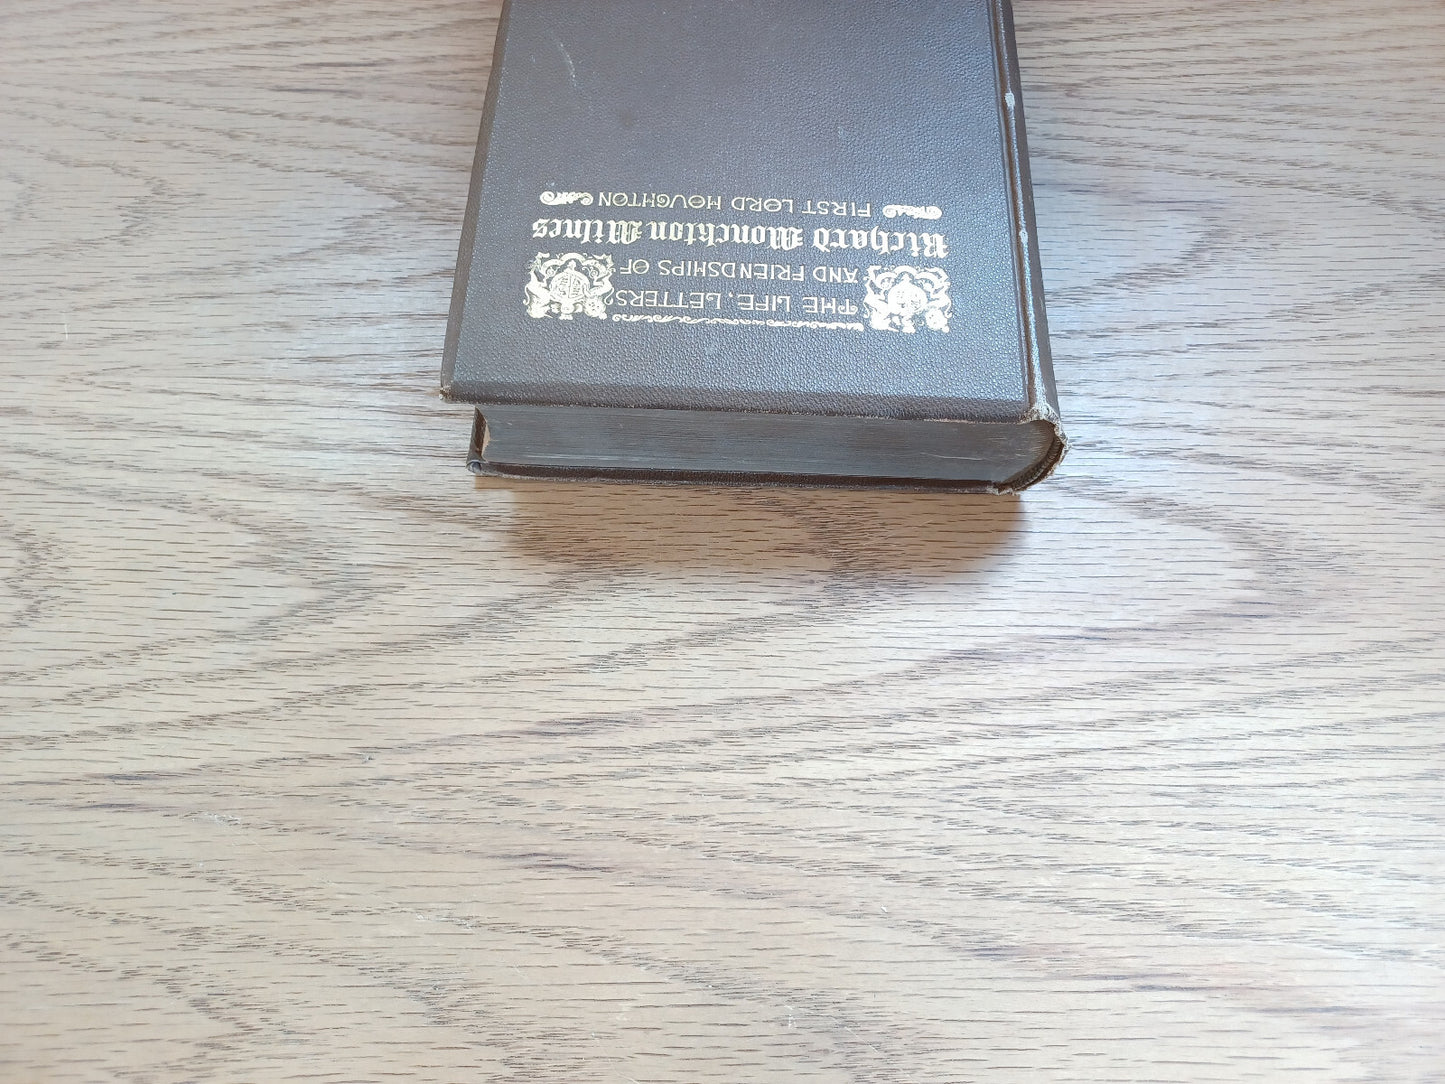 THE LIFE, LETTERS,
AND FRIENDSHIPS OF
Richard Monckton Milnes
FIRST LORD HOUGHTON